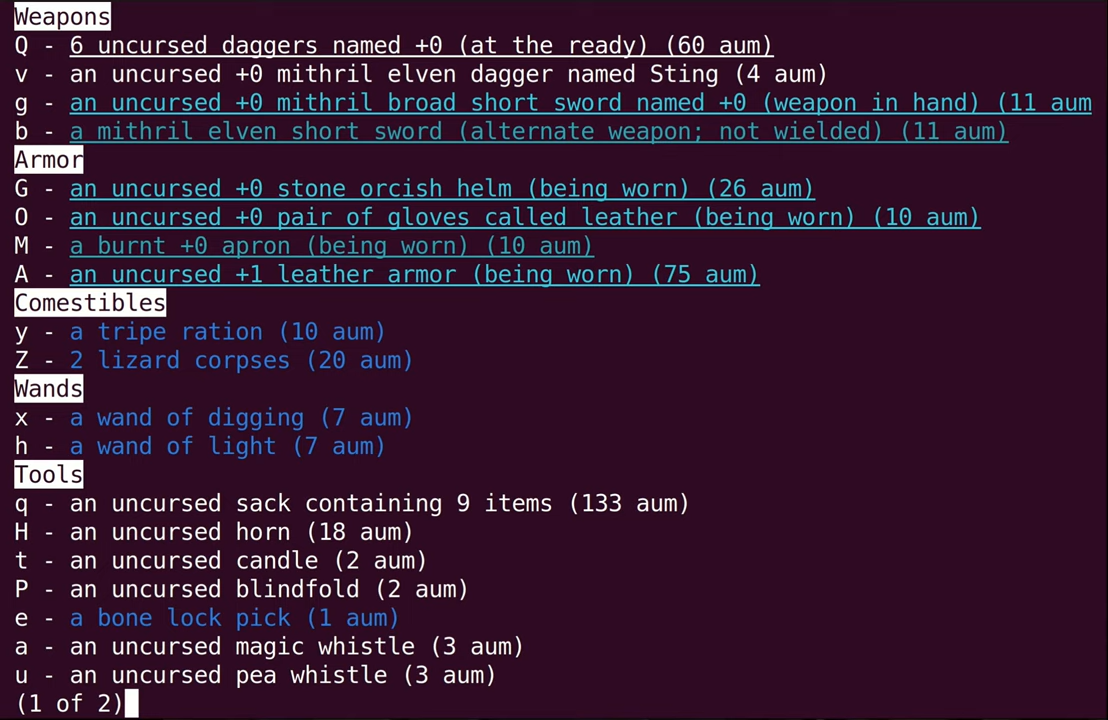 Weapons
Q - 6 uncursed daggers named +0 (at the ready) (60 aum)
v - an uncursed +0 mithril elven dagger named Sting (4 aum)
g - an uncursed +0 mithril broad short sword named +0 (weapon in hand) (11 aum
b - a mithril elven short sword (alternate weapon; not wielded) (11 aum)
Armor
G - an uncursed +0 stone orcish helm (being worn) (26 aum)
O - an uncursed +0 pair of gloves called leather (being worn) (10 aum)
M - a burnt +0 apron (being worn) (10 aum)
A - an uncursed +1 leather armor (being worn) (75 aum)
Comestibles
y - a tripe ration (10 aum)
Z - 2 lizard corpses (20 aum)
Wands
x - a wand of digging (7 aum)
h - a wand of light (7 aum)
Tools
q - an uncursed sack containing 9 items (133 aum)
H - an uncursed horn (18 aum)
t - an uncursed candle (2 aum)
P - an uncursed blindfold (2 aum)
e - a bone lock pick (1 aum)
a - an uncursed magic whistle (3 aum)
u - an uncursed pea whistle (3 aum)
(1 of 2)